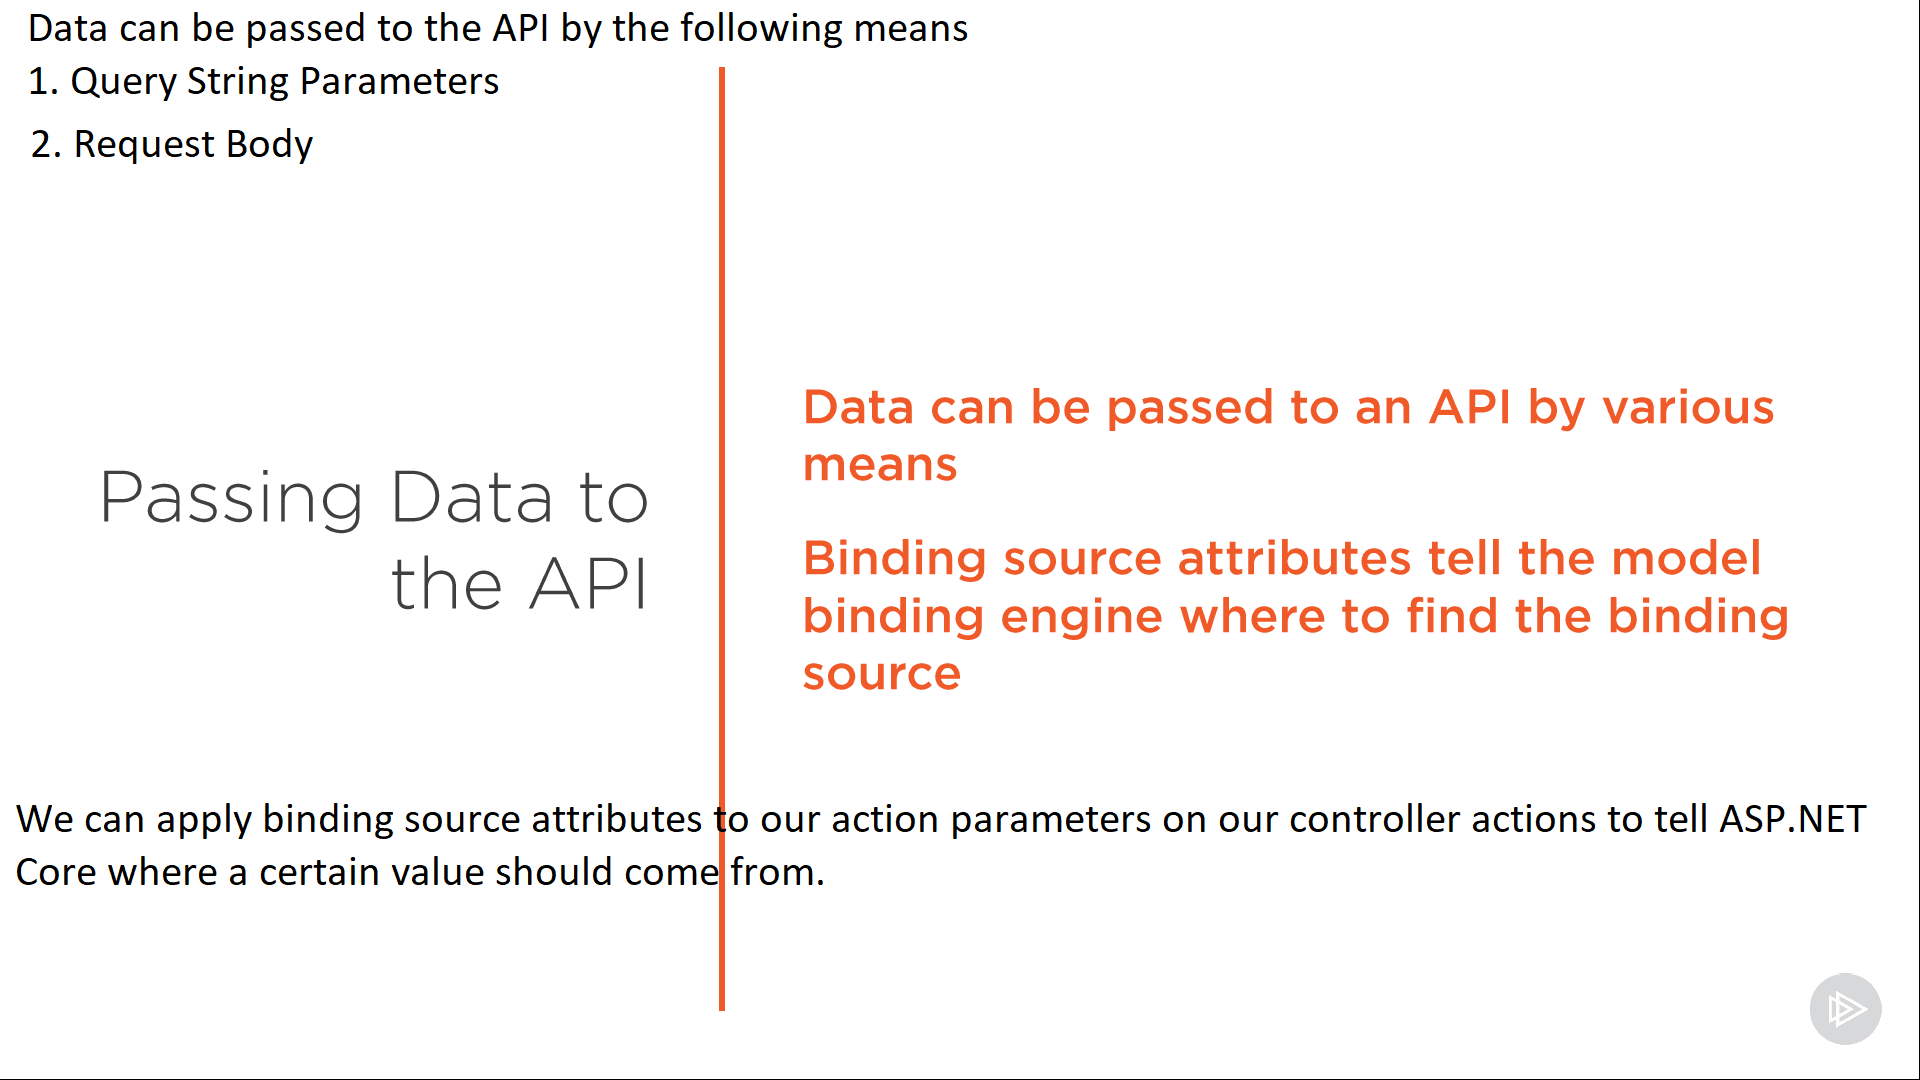 Data can be passed to the API by the following means
1. Query String Parameters
2. Request Body
Passing Data to
the API
Data can be passed to an API by various
means
Binding source attributes tell the model
binding engine where to find the binding
source
We can apply binding source attributes to our action parameters on our controller actions to tell ASP.NET
Core where a certain value should come from.